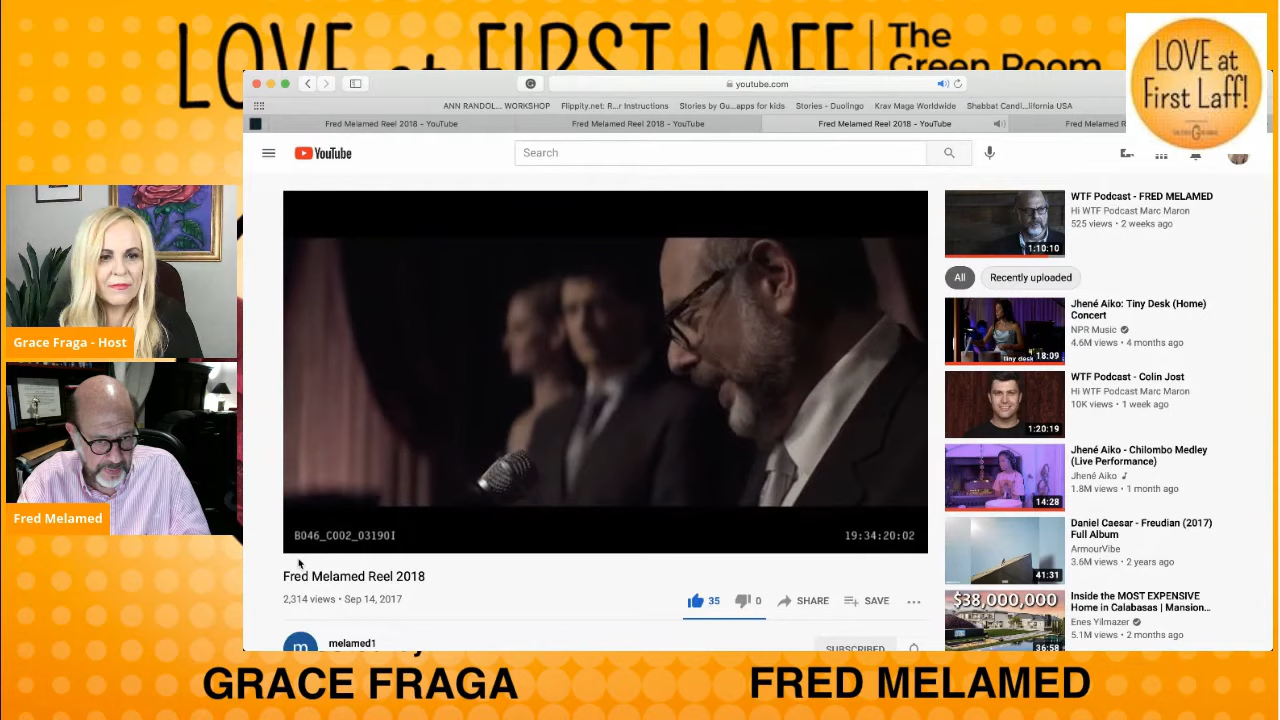 LOVE at FIRST LAFF
The
Green Room
LOVE at
First Laff!
youtube.com
ANN RANDOL... WORKSHOP
Flippity.net: R...r Instructions
Stories by Gu...apps for kids
Stories - Duolingo
Krav Maga Worldwide
Shabbat Candl...lifornia USA
Fred Melamed Reel 2018 - YouTube
Fred Melamed Reel 2018 - YouTube
Fred Melamed Reel 2018 - YouTube
Fred Melamed R
YouTube
Search
Grace Fraga - Host
Fred Melamed
B046_C002_03190I
19:34:20:02
Fred Melamed Reel 2018
2,314 views • Sep 14, 2017
35
0
SHARE
SAVE
m
melamed1
SUBSCRIBED
1:10:10
WTF Podcast - FRED MELAMED
Hi WTF Podcast Marc Maron
525 views • 2 weeks ago
All
Recently uploaded
tiny desk
18:09
Jhené Aiko: Tiny Desk (Home)
Concert
NPR Music
4.6M views • 4 months ago
1:20:19
WTF Podcast - Colin Jost
Hi WTF Podcast Marc Maron
10K views • 1 week ago
14:28
Jhené Aiko - Chilombo Medley
(Live Performance)
Jhené Aiko
1.8M views • 1 month ago
41:31
Daniel Caesar - Freudian (2017)
Full Album
ArmourVibe
3.6M views • 2 years ago
$38,000,000
36:58
Inside the MOST EXPENSIVE
Home in Calabasas | Mansion...
Enes Yilmazer
5.1M views • 2 months ago
GRACE FRAGA
FRED MELAMED